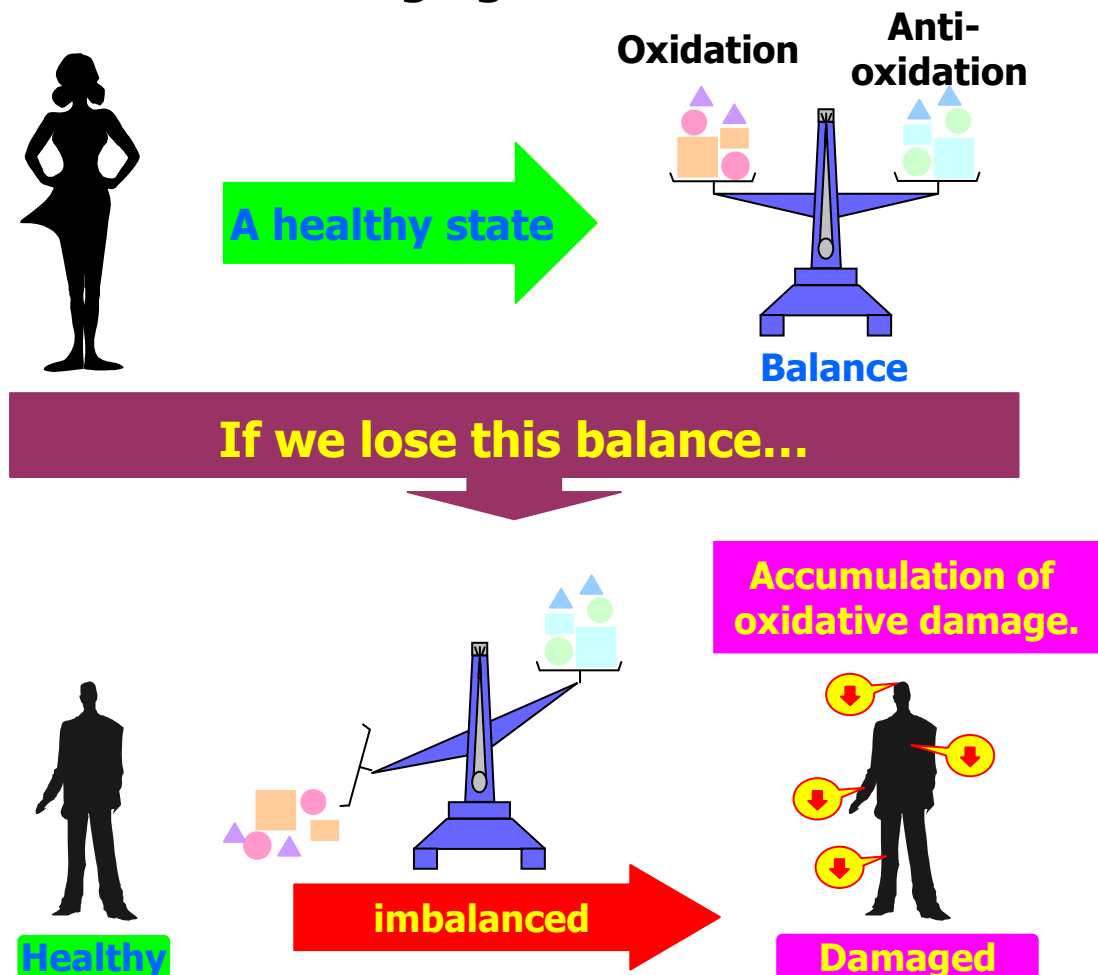 Oxidation
Anti-
oxidation
A healthy state
Balance
If we lose this balance...
Accumulation of
oxidative damage.
imbalanced
Healthy
Damaged